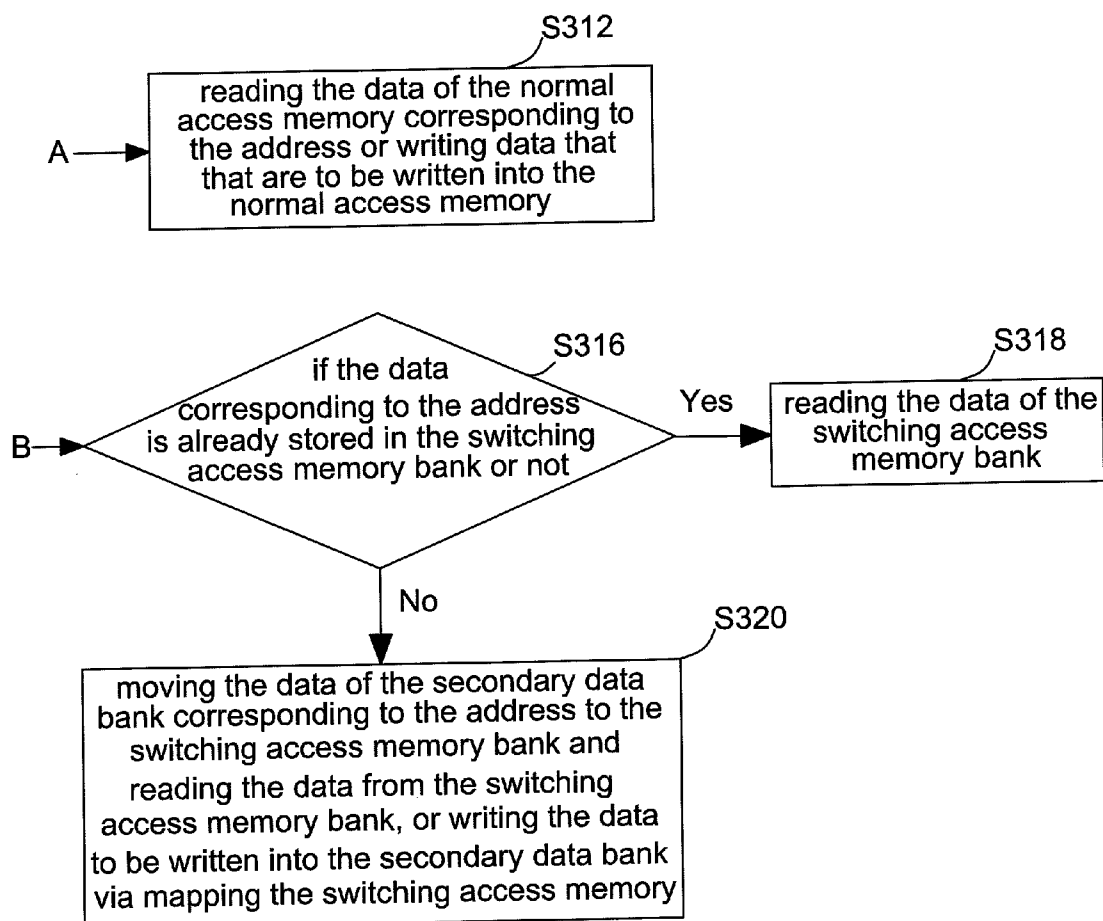 S312
reading the data of the normal
access memory corresponding to
the address or writing data that
that are to be written into the
normal access memory
A
S316
if the data
corresponding to the address
is already stored in the switching
access memory bank or not
B
Yes
S318
reading the data of the
switching access
memory bank
No
S320
moving the data of the secondary data
bank corresponding to the address to the
switching access memory bank and
reading the data from the switching
access memory bank, or writing the data
to be written into the secondary data bank
via mapping the switching access memory